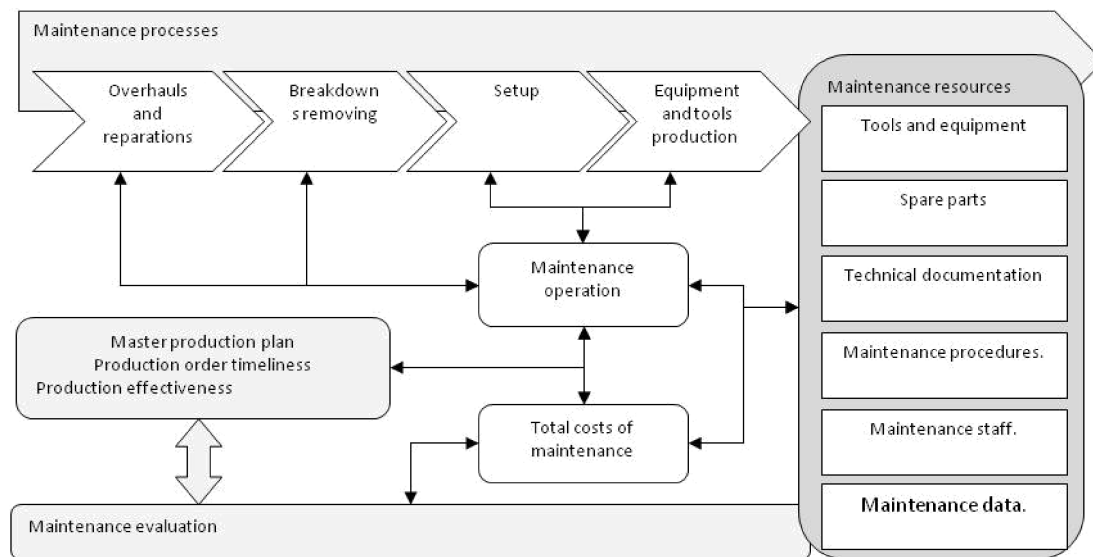 Maintenance processes
Overhauls
and
reparations
Breakdown
s removing
Setup
Equipment
and tools
production
Maintenance resources
Tools and equipment
Spare parts
Technical documentation
Maintenance procedures.
Maintenance staff.
Maintenance data.
Maintenance
operation
Master production plan
Production order timeliness
Production effectiveness
Total costs of
maintenance
Maintenance evaluation